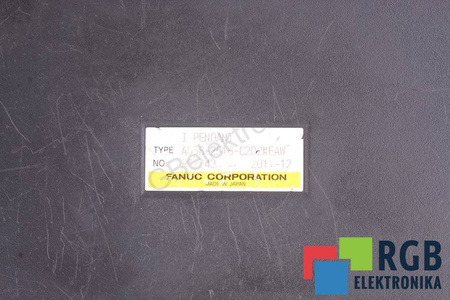 I PENDANT
TYPE
NO. 2011-12
FANUC CORPORATION
MADE IN JAPAN
RGB
ELEKTRONIKA